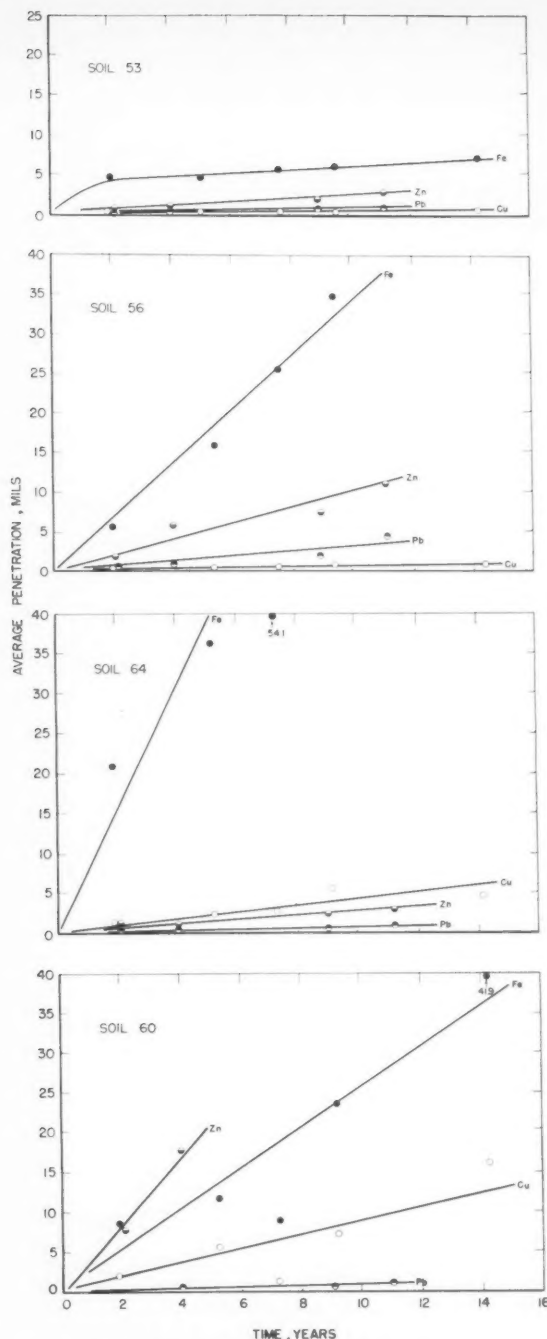 25
20
SOIL 53
15
10
5
0
Fe
Zn
Pb
Cu
40
35
SOIL 56
30
25
20
15
10
5
0
Fe
Zn
Pb
Cu
AVERAGE PENETRATION, MILS
40
35
SOIL 64
30
25
20
15
10
5
0
Fe
54.1
Cu
Zn
Pb
40
35
SOIL 60
30
25
20
15
10
5
0
41.9
Fe
Zn
Cu
Pb
0 2 4 6 8 10 12 14 16
TIME, YEARS